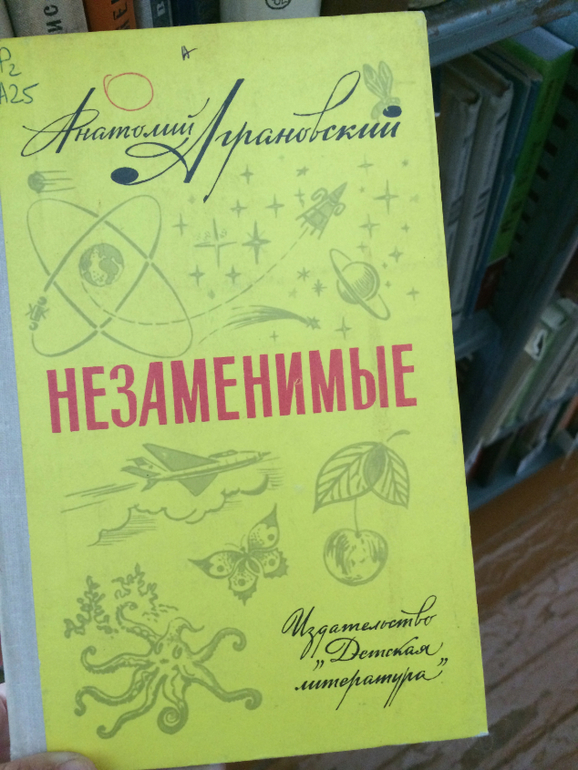 Р2
А25
А
Анатолий Аграновский
НЕЗАМЕНИМЫЕ
Издательство
"Детская
литература"